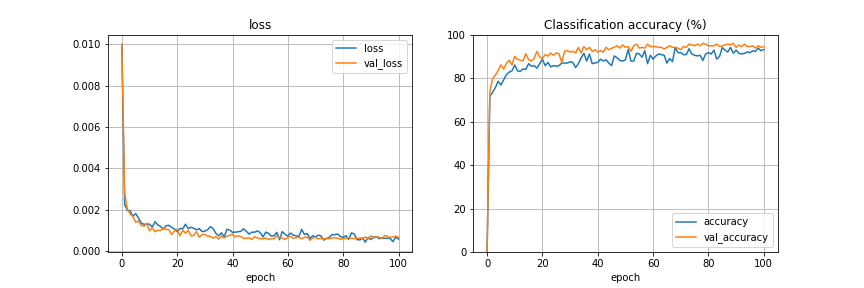 loss
0.010
0.008
0.006
0.004
0.002
0.000
0 20 40 60 80 100
epoch
loss
val_loss
Classification accuracy (%)
100
80
60
40
20
0
0 20 40 60 80 100
epoch
accuracy
val_accuracy